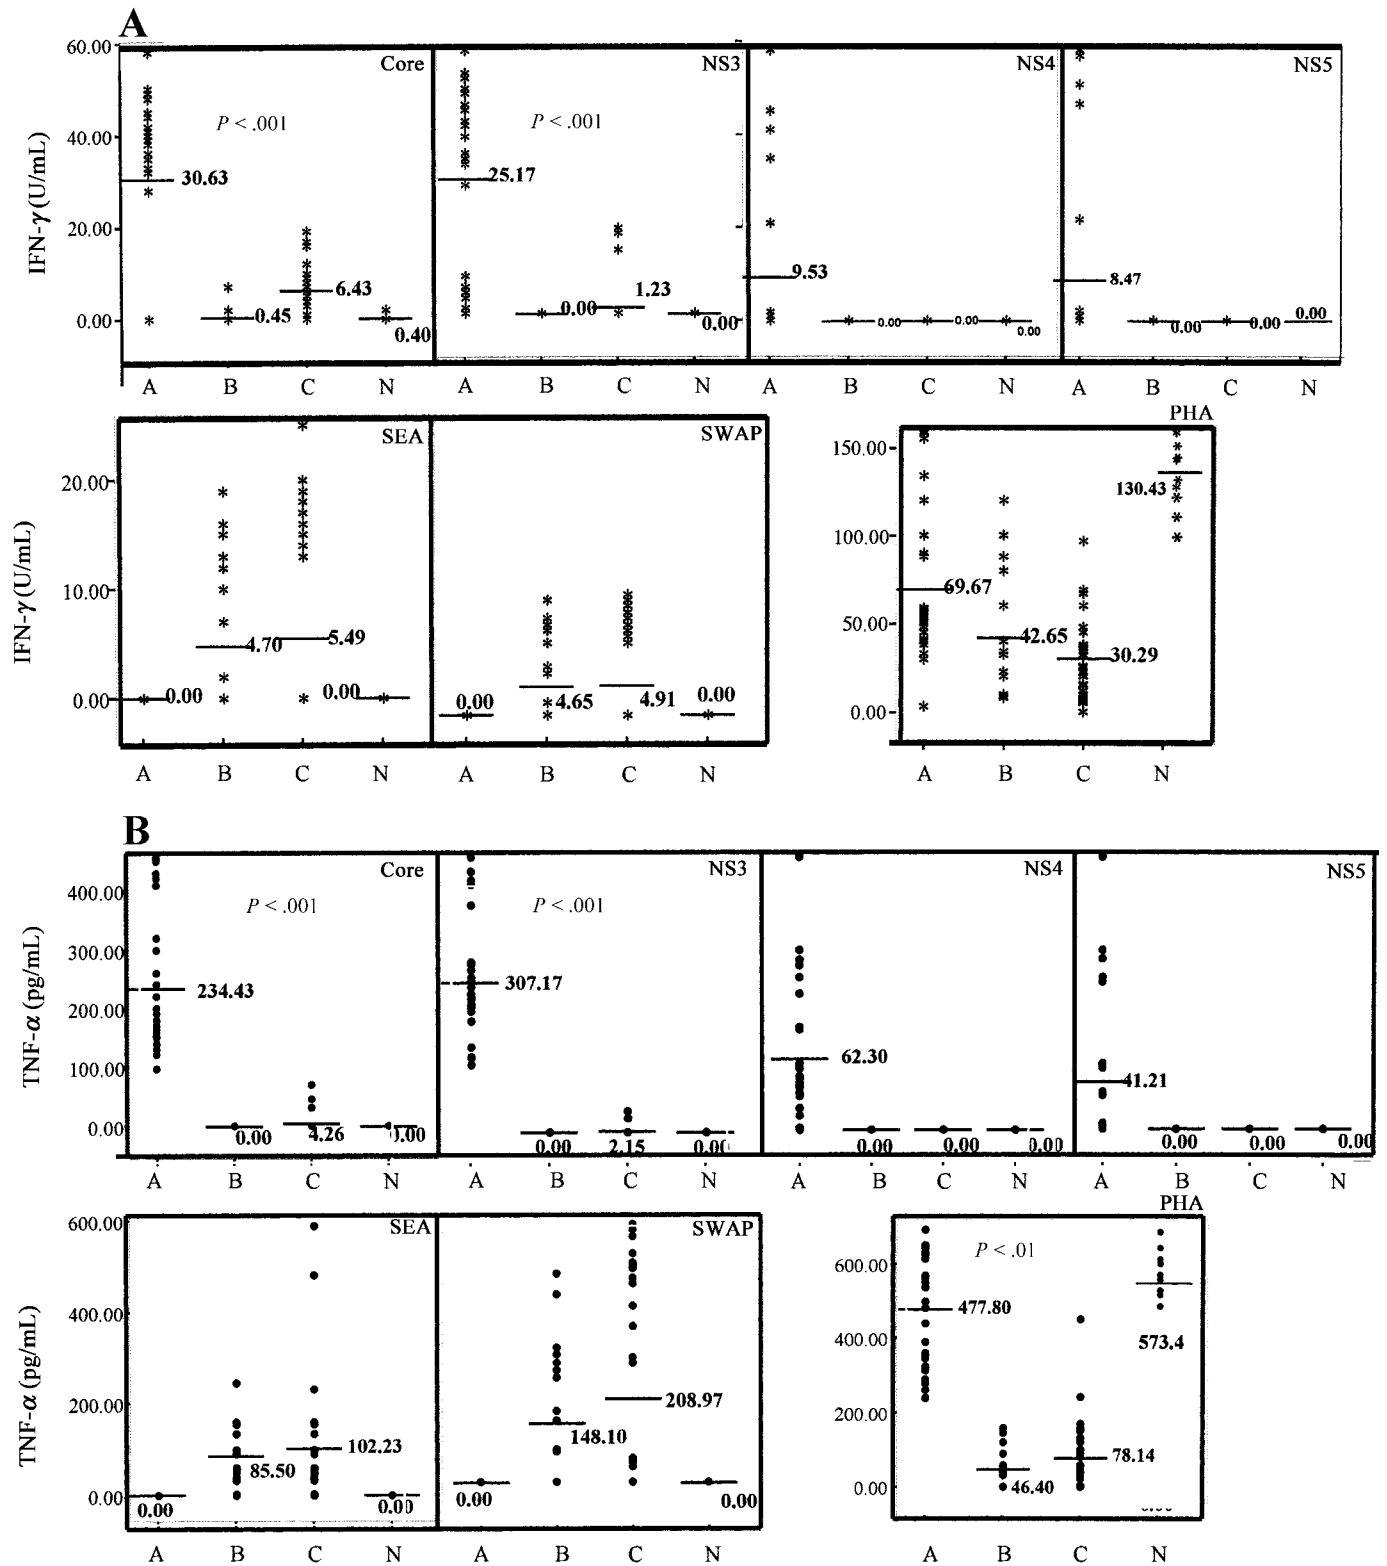 A
60.00
Core
NS3
NS4
NS5
P < .001
P < .001
40.00
30.63
25.17
20.00
9.53
8.47
6.43
1.23
0.00
0.45
0.40
0.00
0.00
0.00
0.00
0.00
0.00
0.00
0.00
IFN-γ (U/mL)
A B C N A B C N A B C N A B C N
SEA
SWAP
PHA
20.00
10.00
0.00
IFN-γ (U/mL)
0.00
4.70
5.49
0.00
0.00
4.65
4.91
0.00
150.00
100.00
50.00
0.00
69.67
42.65
30.29
130.43
A B C N A B C N A B C N
B
Core
NS3
NS4
NS5
400.00
300.00
200.00
100.00
0.00
TNF-α (pg/mL)
P < .001
P < .001
234.43
307.17
62.30
41.21
0.00
4.26
0.00
0.00
2.15
0.00
0.00
0.00
0.00
0.00
0.00
A B C N A B C N A B C N A B C N
SEA
SWAP
PHA
600.00
400.00
200.00
0.00
TNF-α (pg/mL)
0.00
85.50
102.23
0.00
0.00
148.10
208.97
0.00
600.00
400.00
200.00
0.00
P < .01
477.80
46.40
78.14
573.4
A B C N A B C N A B C N